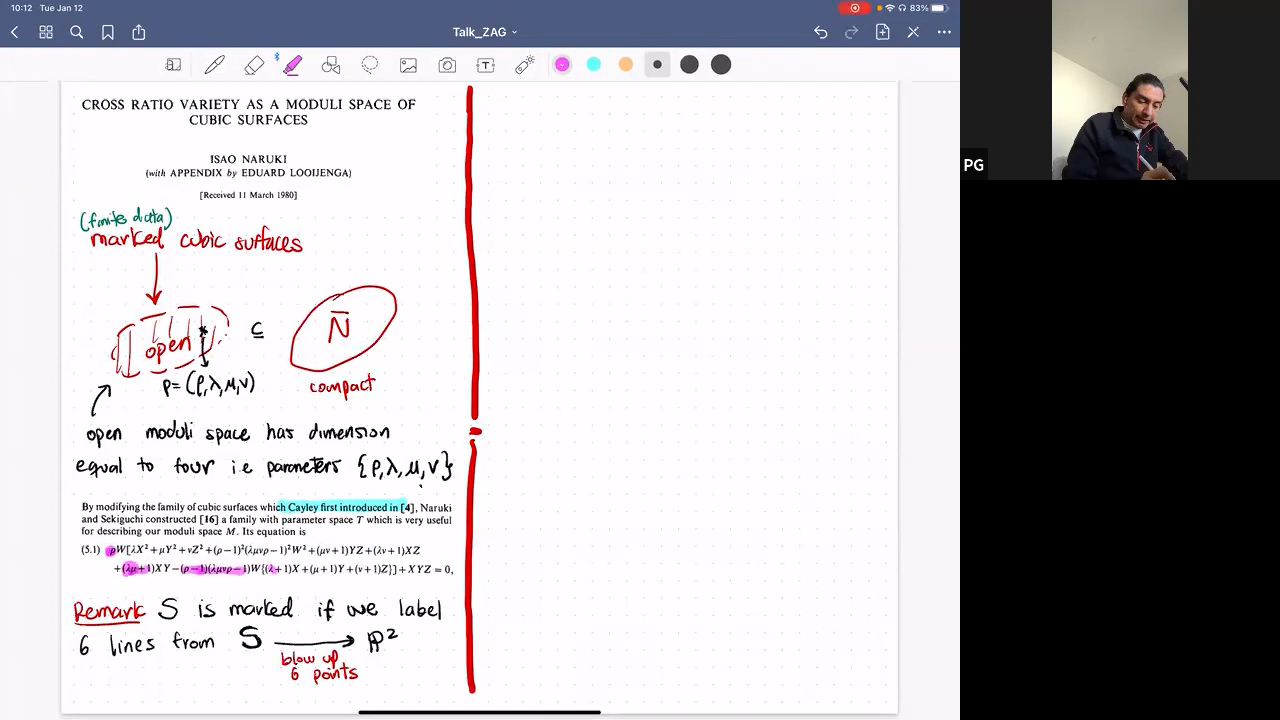 10:12 Tue Jan 12
83%
Talk_ZAG
CROSS RATIO VARIETY AS A MODULI SPACE OF
CUBIC SURFACES
ISAO NARUKI
(with APPENDIX by EDUARD LOOIJENGA)
[Received 11 March 1980]
(finite data)
marked cubic surfaces
open ⊆ N̄
p=(ρ,λ,μ,ν)
compact
open moduli space has dimension
equal to four i.e parameters {ρ,λ,μ,ν}
By modifying the family of cubic surfaces which Cayley first introduced in [4], Naruki
and Sekiguchi constructed [16] a family with parameter space T which is very useful
for describing our moduli space M. Its equation is
(5.1) ρW[λX²+μY²+νZ²+(ρ−1)²(λμνρ−1)²W²+(μν+1)YZ+(λν+1)XZ
+(λμ+1)XY−(ρ−1)(λμνρ−1)W{(λ+1)X+(μ+1)Y+(ν+1)Z}]+XYZ=0,
Remark S is marked if we label
6 lines from S ⟶ P²
blow up
6 points
PG